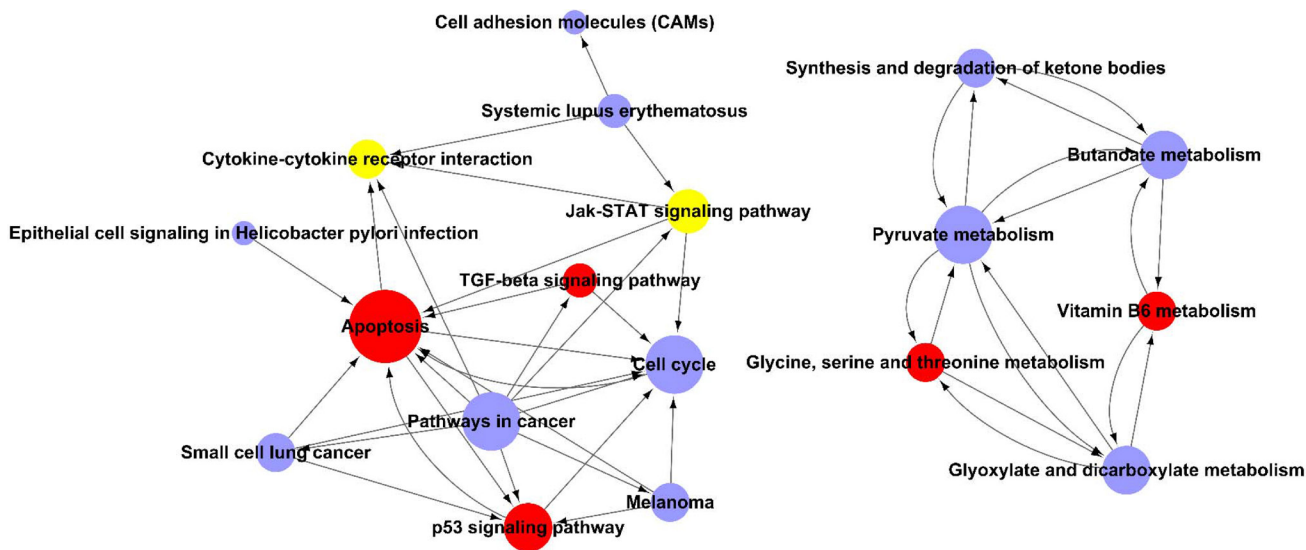 Cell adhesion molecules (CAMs)
Systemic lupus erythematosus
Cytokine-cytokine receptor interaction
Jak-STAT signaling pathway
Epithelial cell signaling in Helicobacter pylori infection
TGF-beta signaling pathway
Apoptosis
Cell cycle
Pathways in cancer
Small cell lung cancer
Melanoma
p53 signaling pathway
Synthesis and degradation of ketone bodies
Butanoate metabolism
Pyruvate metabolism
Vitamin B6 metabolism
Glycine, serine and threonine metabolism
Glyoxylate and dicarboxylate metabolism